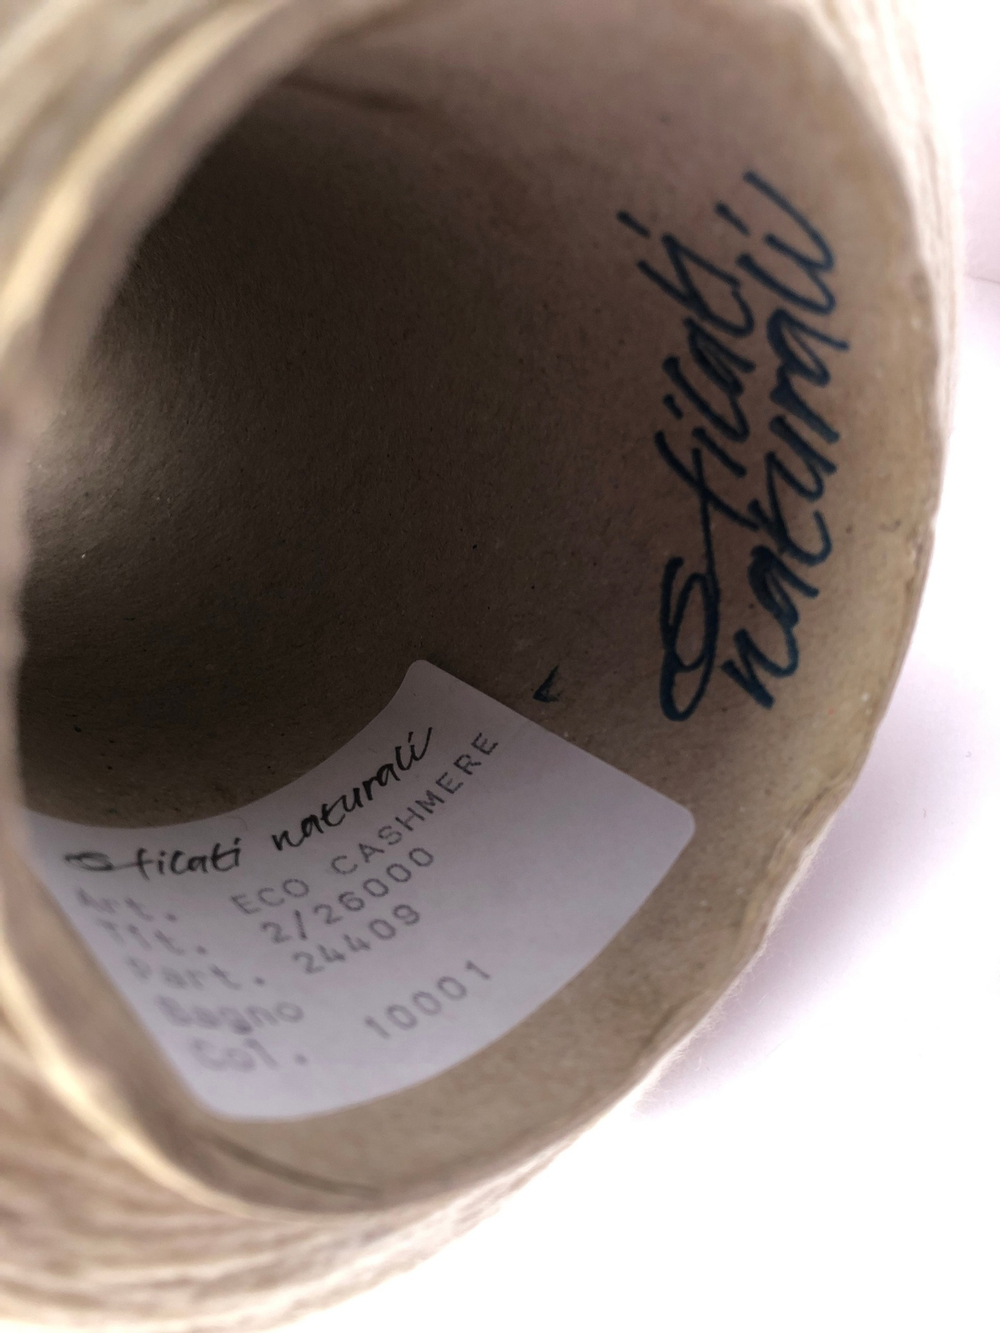 filati
naturali
filati naturali
Art. ECO CASHMERE
Tit. 2/26000
Part. 24409
Bagno
Col. 10001